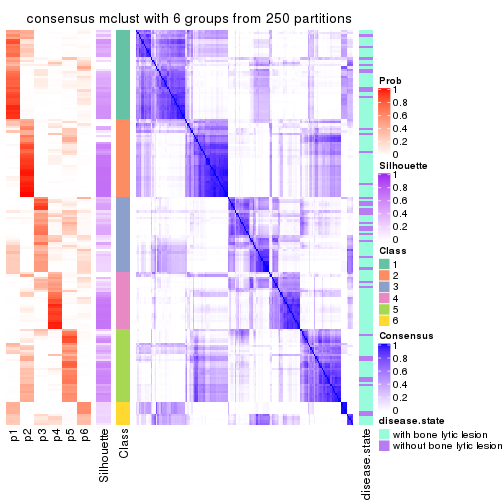 consensus mclust with 6 groups from 250 partitions
Prob
1
0.8
0.6
0.4
0.2
0
Silhouette
1
0.8
0.6
0.4
0.2
0
Class
1
2
3
4
5
6
Consensus
1
0.8
0.6
0.4
0.2
0
disease.state
with bone lytic lesion
without bone lytic lesion
p1
p2
p3
p4
p5
p6
Silhouette
Class
disease.state